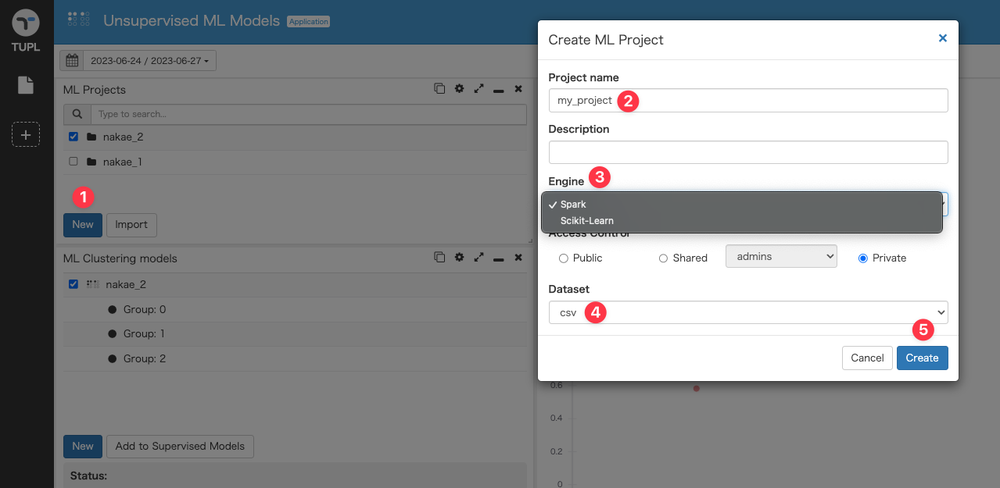 TUPL
Unsupervised ML Models Application
2023-06-24 / 2023-06-27
ML Projects
Type to search...
nakae_2
nakae_1
1
New Import
ML Clustering models
nakae_2
Group: 0
Group: 1
Group: 2
New Add to Supervised Models
Status:
Create ML Project
Project name
my_project 2
Description
Engine 3
✓ Spark
Scikit-Learn
Access Control
Public Shared admins Private
Dataset
csv 4
5
Cancel Create
0.6
0.4
0.2
0